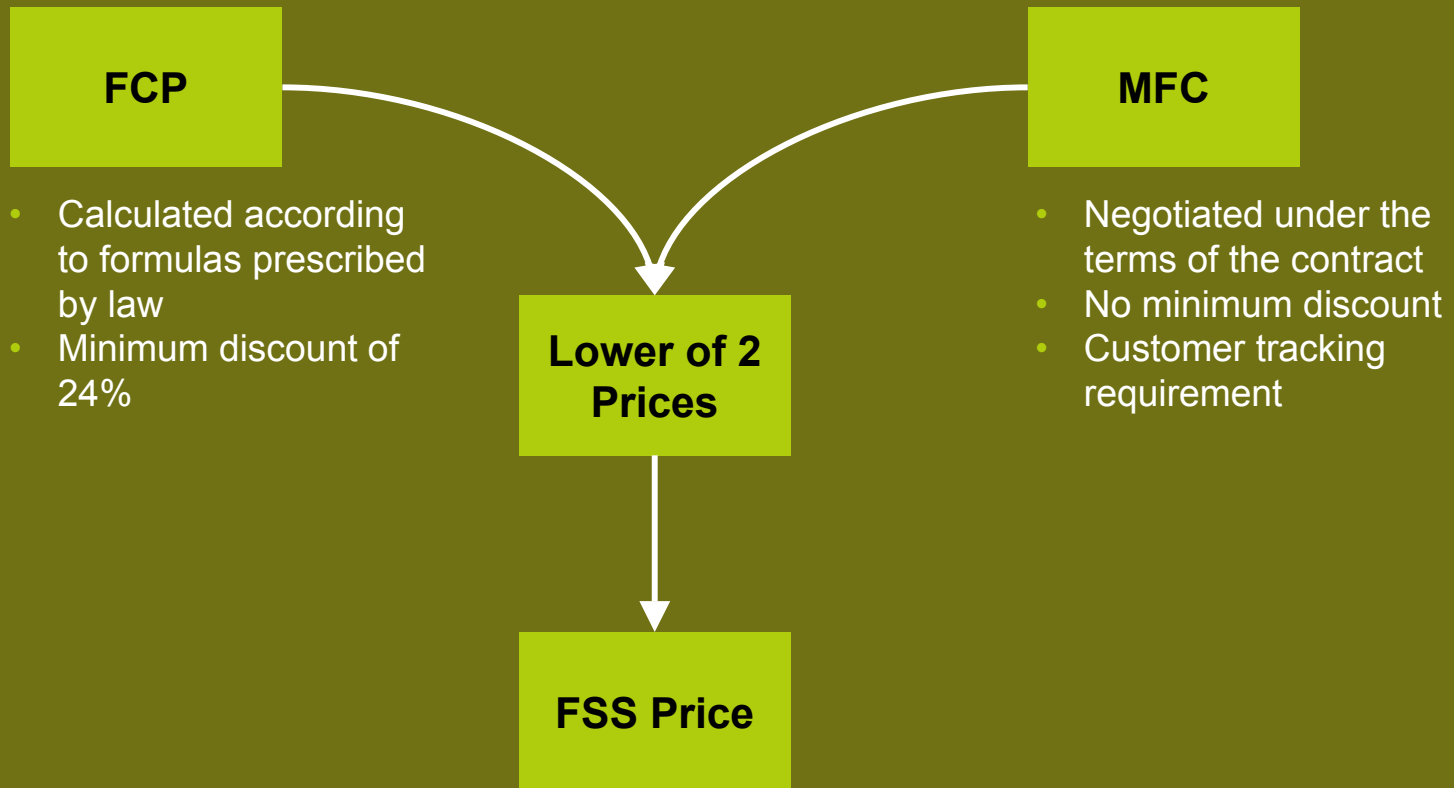 FCP
• Calculated according
to formulas prescribed
by law
• Minimum discount of
24%
MFC
• Negotiated under the
terms of the contract
• No minimum discount
• Customer tracking
requirement
Lower of 2
Prices
FSS Price